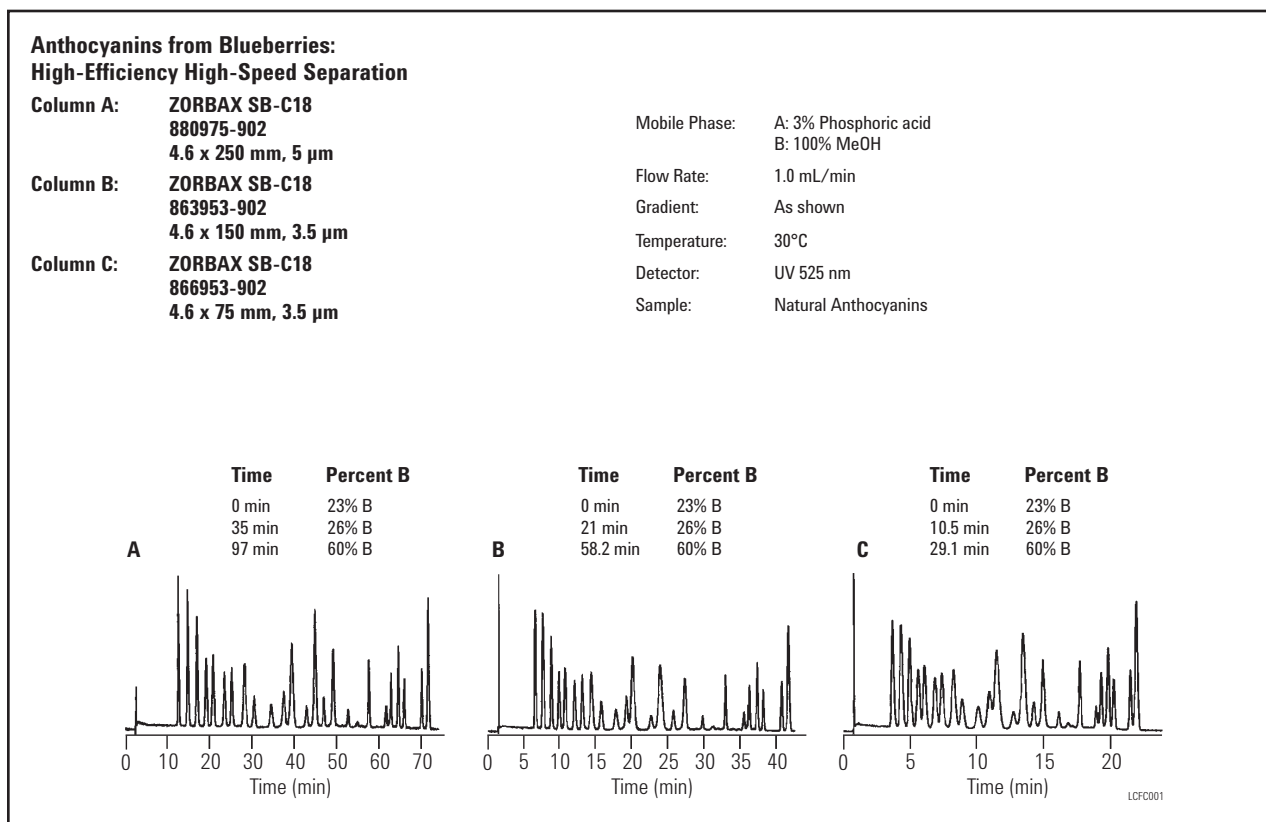 Anthocyanins from Blueberries:
High-Efficiency High-Speed Separation
Column A: ZORBAX SB-C18
880975-902
4.6 x 250 mm, 5 µm
Column B: ZORBAX SB-C18
863953-902
4.6 x 150 mm, 3.5 µm
Column C: ZORBAX SB-C18
866953-902
4.6 x 75 mm, 3.5 µm
Mobile Phase: A: 3% Phosphoric acid
B: 100% MeOH
Flow Rate: 1.0 mL/min
Gradient: As shown
Temperature: 30°C
Detector: UV 525 nm
Sample: Natural Anthocyanins
Time Percent B
0 min 23% B
35 min 26% B
97 min 60% B
A
0 10 20 30 40 50 60 70
Time (min)
Time Percent B
0 min 23% B
21 min 26% B
58.2 min 60% B
B
0 5 10 15 20 25 30 35 40
Time (min)
Time Percent B
0 min 23% B
10.5 min 26% B
29.1 min 60% B
C
0 5 10 15 20
Time (min)
LCFC001